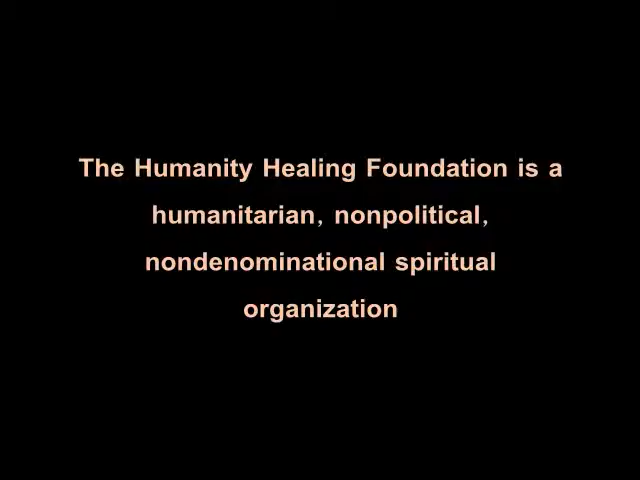 The Humanity Healing Foundation is a
humanitarian, nonpolitical,
nondenominational spiritual
organization